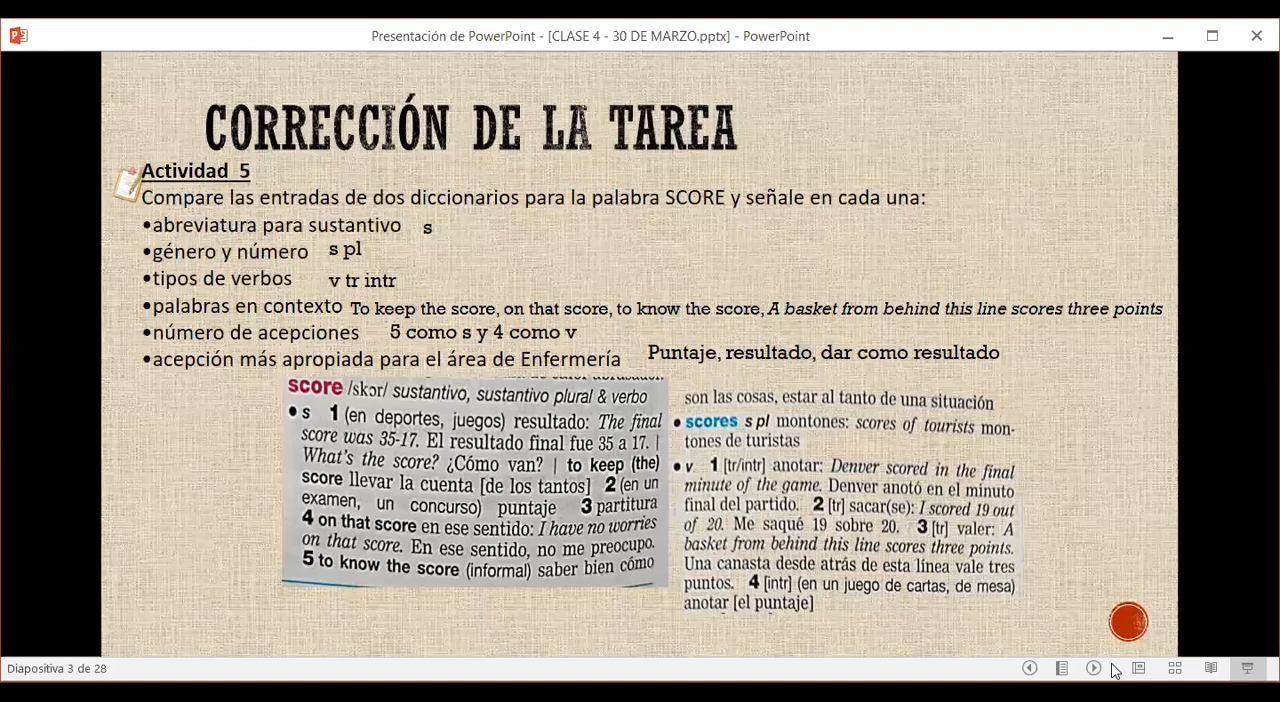 Presentación de PowerPoint - [CLASE 4 - 30 DE MARZO.pptx] - PowerPoint
CORRECCIÓN DE LA TAREA
Actividad 5
Compare las entradas de dos diccionarios para la palabra SCORE y señale en cada una:
•abreviatura para sustantivo s
•género y número s pl
•tipos de verbos v tr intr
•palabras en contexto To keep the score, on that score, to know the score, A basket from behind this line scores three points
•número de acepciones 5 como s y 4 como v
•acepción más apropiada para el área de Enfermería Puntaje, resultado, dar como resultado
score /skɔr/ sustantivo, sustantivo plural & verbo
● s 1 (en deportes, juegos) resultado: The final
score was 35-17. El resultado final fue 35 a 17. |
What's the score? ¿Cómo van? | to keep (the)
score llevar la cuenta [de los tantos] 2 (en un
examen, un concurso) puntaje 3 partitura
4 on that score en ese sentido: I have no worries
on that score. En ese sentido, no me preocupo.
5 to know the score (informal) saber bien cómo
son las cosas, estar al tanto de una situación
● scores s pl montones: scores of tourists mon-
tones de turistas
● v 1 [tr/intr] anotar: Denver scored in the final
minute of the game. Denver anotó en el minuto
final del partido. 2 [tr] sacar(se): I scored 19 out
of 20. Me saqué 19 sobre 20. 3 [tr] valer: A
basket from behind this line scores three points.
Una canasta desde atrás de esta línea vale tres
puntos. 4 [intr] (en un juego de cartas, de mesa)
anotar [el puntaje]
Diapositiva 3 de 28